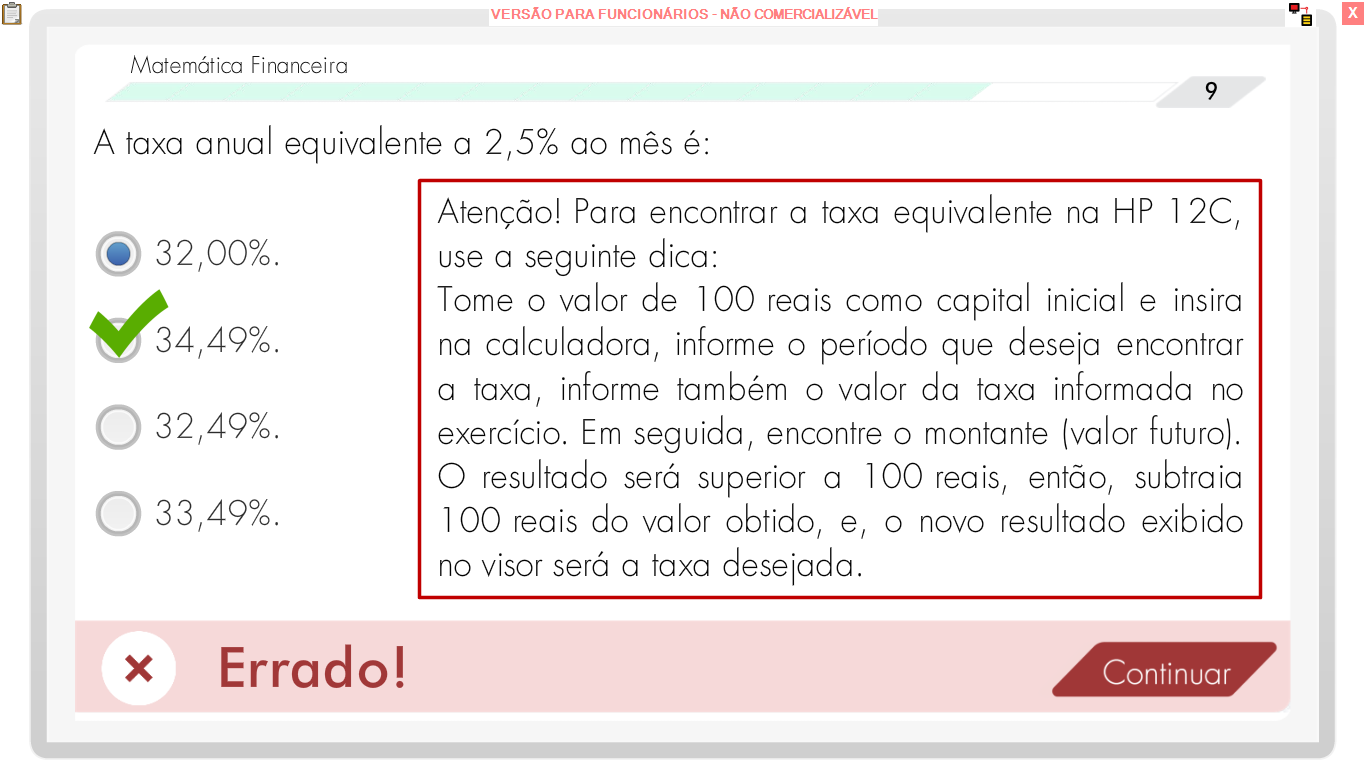 VERSÃO PARA FUNCIONÁRIOS - NÃO COMERCIALIZÁVEL
X
Matemática Financeira
9
A taxa anual equivalente a 2,5% ao mês é:
32,00%.
34,49%.
32,49%.
33,49%.
Atenção! Para encontrar a taxa equivalente na HP 12C,
use a seguinte dica:
Tome o valor de 100 reais como capital inicial e insira
na calculadora, informe o período que deseja encontrar
a taxa, informe também o valor da taxa informada no
exercício. Em seguida, encontre o montante (valor futuro).
O resultado será superior a 100 reais, então, subtraia
100 reais do valor obtido, e, o novo resultado exibido
no visor será a taxa desejada.
Errado!
Continuar